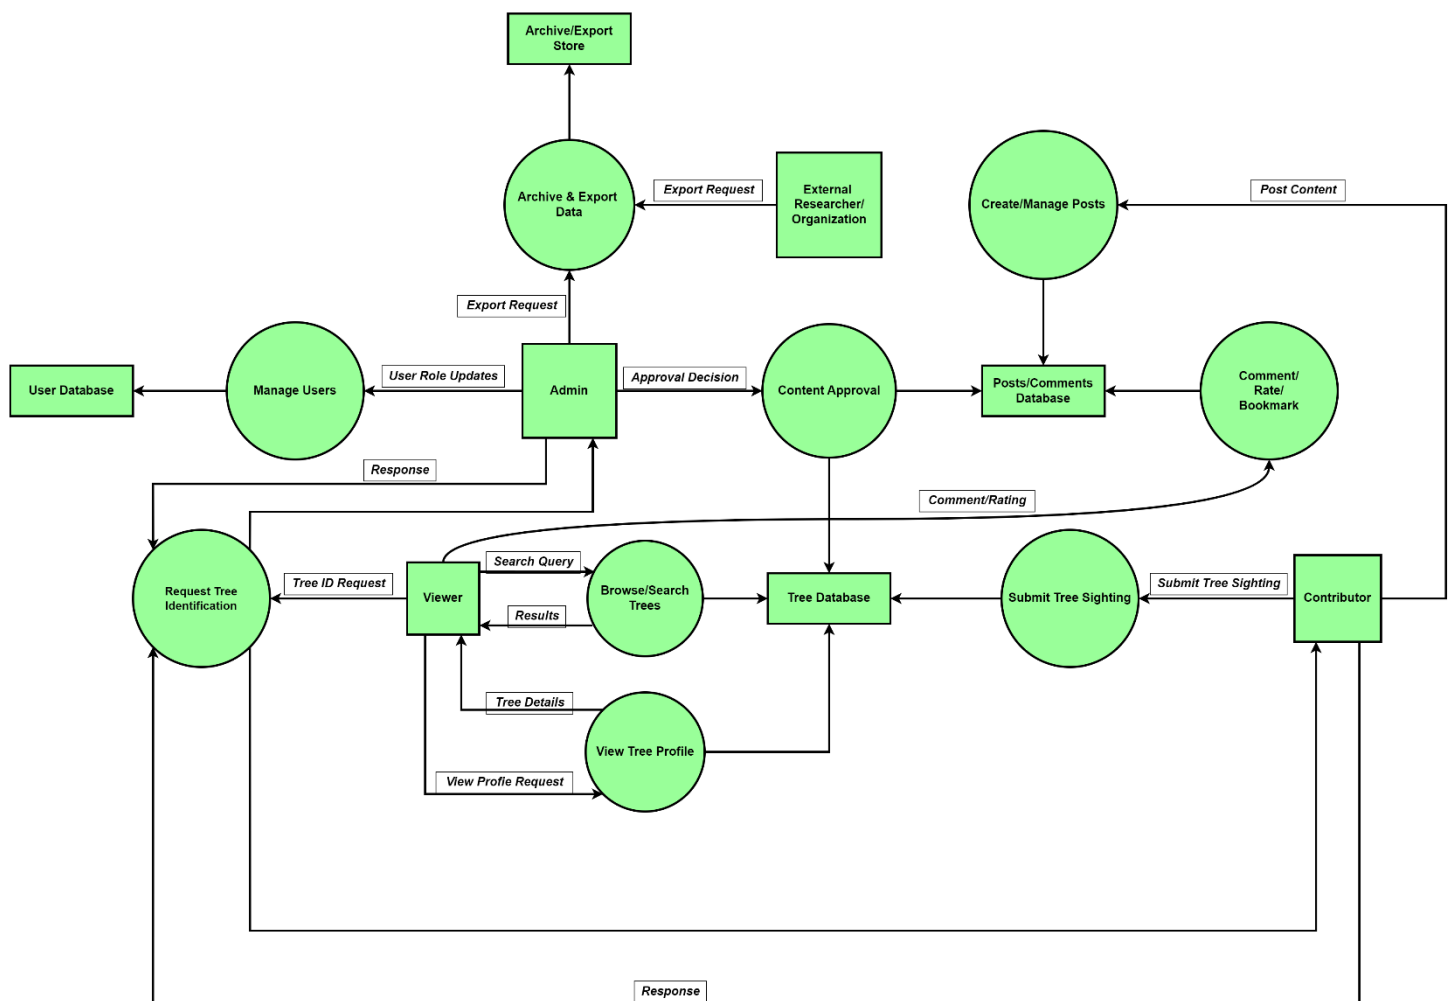 Archive/Export
Store
Archive & Export
Data
Export Request
External
Researcher/
Organization
Create/Manage Posts
Post Content
Export Request
User Database
Manage Users
User Role Updates
Admin
Approval Decision
Content Approval
Posts/Comments
Database
Comment/
Rate/
Bookmark
Response
Comment/Rating
Request Tree
Identification
Tree ID Request
Viewer
Search Query
Results
Browse/Search
Trees
Tree Database
Submit Tree Sighting
Submit Tree Sighting
Contributor
Tree Details
View Tree Profile
View Profie Request
Response